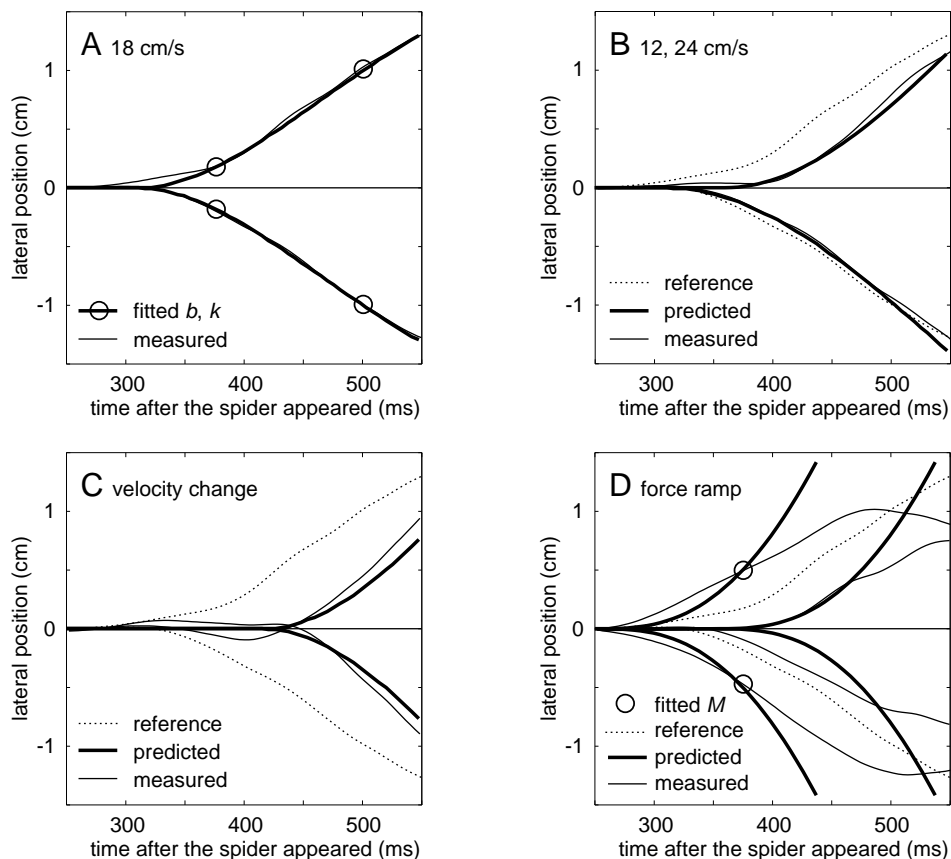 A 18 cm/s
lateral position (cm)
1
0
-1
fitted b, k
measured
300
400
500
time after the spider appeared (ms)
B 12, 24 cm/s
lateral position (cm)
1
0
-1
reference
predicted
measured
300
400
500
time after the spider appeared (ms)
C velocity change
lateral position (cm)
1
0
-1
reference
predicted
measured
300
400
500
time after the spider appeared (ms)
D force ramp
lateral position (cm)
1
0
-1
fitted M
reference
predicted
measured
300
400
500
time after the spider appeared (ms)